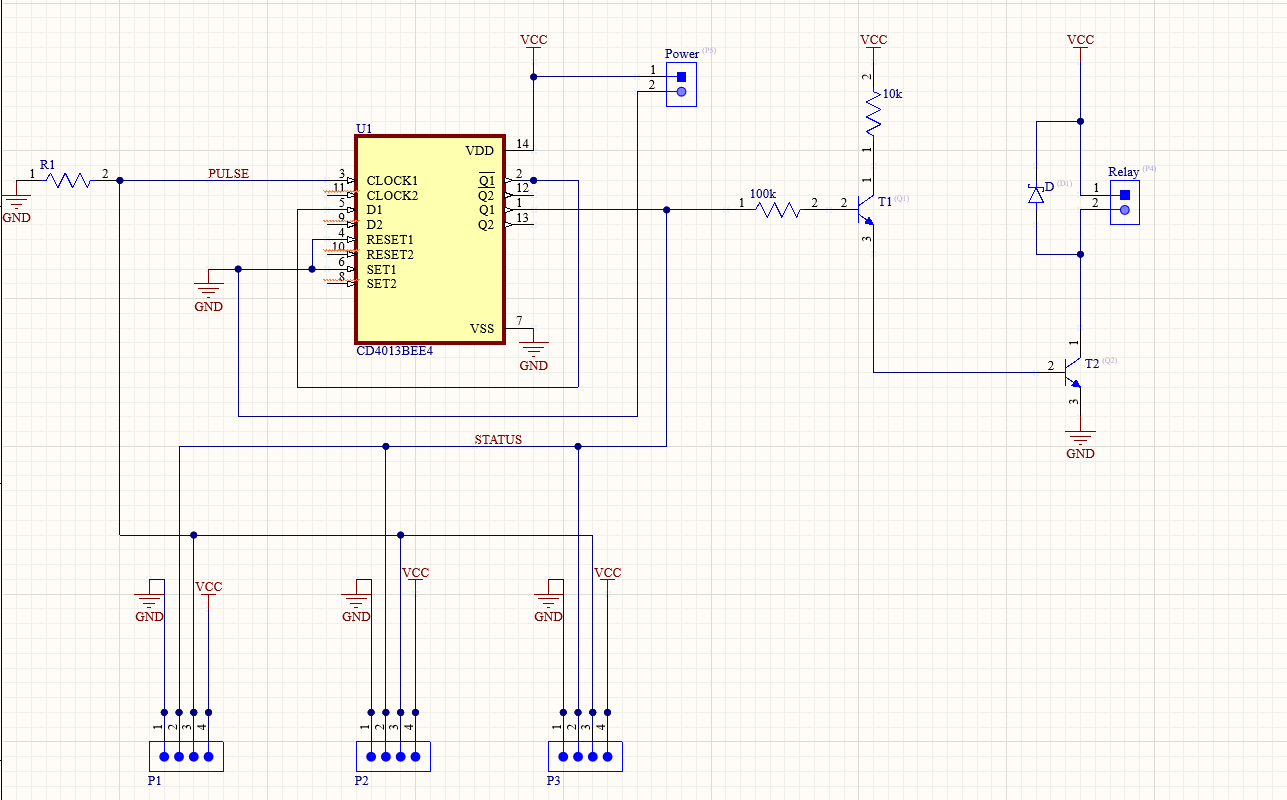 VCC
VCC
VCC
Power (P5)
1
2
2
10k
U1
VDD 14
1
R1
1 2
PULSE
3 CLOCK1
Q1 2
1
Relay (P4)
11 CLOCK2
Q2 12
D (D1)
1
5 D1
Q1 1
1 100k 2
2
T1 (Q1)
2
9 D2
Q2 13
GND
4 RESET1
3
10 RESET2
6 SET1
8 SET2
GND
VSS 7
1
CD4013BEE4
GND
2
T2 (Q2)
3
STATUS
GND
VCC
VCC
VCC
GND
GND
GND
1 2 3 4
1 2 3 4
1 2 3 4
P1
P2
P3